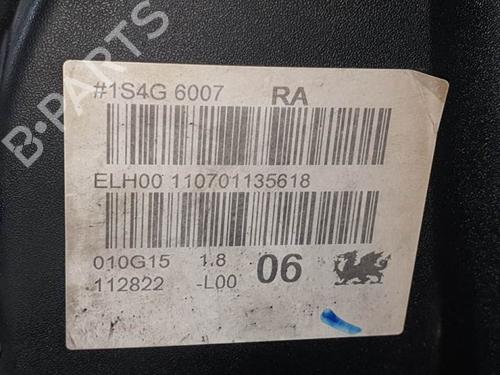 B-PARTS
#1S4G 6007 RA
ELH00 110701135618
010G15 1.8 06
112822 -L00